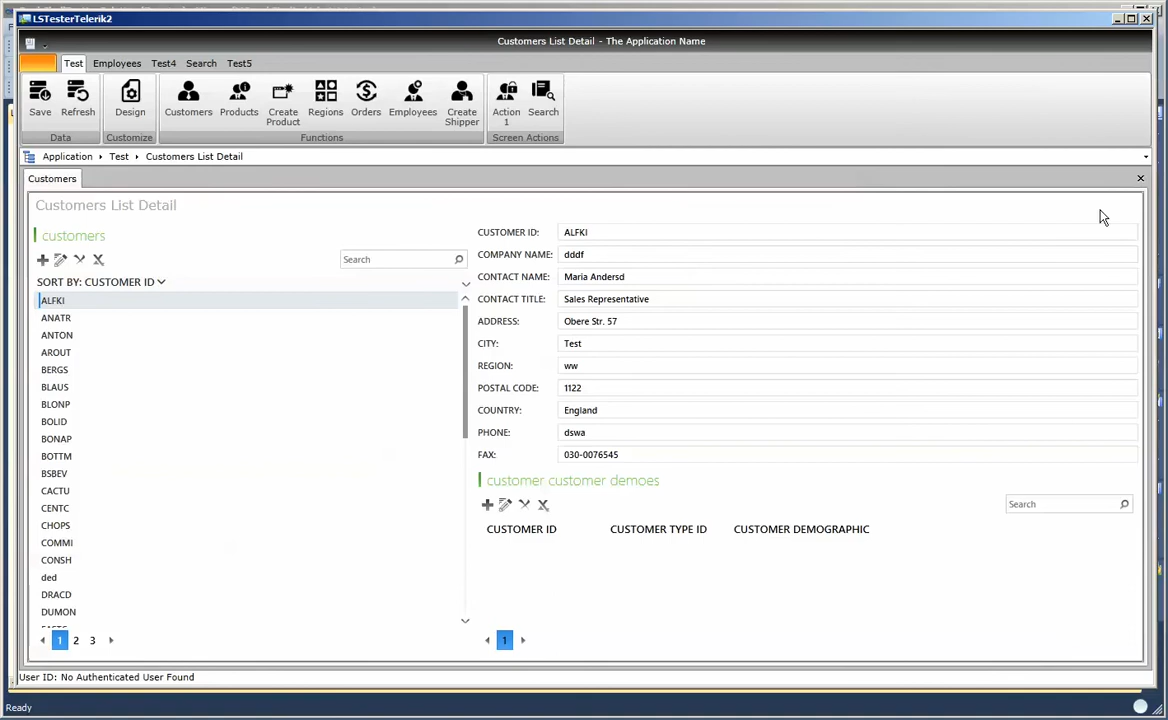 LSTesterTelerik2
Customers List Detail - The Application Name
Test Employees Test4 Search Test5
Save Refresh Design Customers Products Create Product Regions Orders Employees Create Shipper Action 1 Search
Data Customize Functions Screen Actions
Application Test Customers List Detail
Customers
Customers List Detail
customers
Search
SORT BY: CUSTOMER ID
ALFKI
ANATR
ANTON
AROUT
BERGS
BLAUS
BLONP
BOLID
BONAP
BOTTM
BSBEV
CACTU
CENTC
CHOPS
COMMI
CONSH
ded
DRACD
DUMON
1 2 3
CUSTOMER ID: ALFKI
COMPANY NAME: dddf
CONTACT NAME: Maria Andersd
CONTACT TITLE: Sales Representative
ADDRESS: Obere Str. 57
CITY: Test
REGION: ww
POSTAL CODE: 1122
COUNTRY: England
PHONE: dswa
FAX: 030-0076545
customer customer demoes
Search
CUSTOMER ID CUSTOMER TYPE ID CUSTOMER DEMOGRAPHIC
1
User ID: No Authenticated User Found
Ready